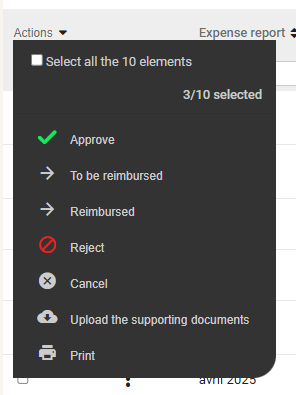 Actions Expense report
Select all the 10 elements
3/10 selected
Approve
To be reimbursed
Reimbursed
Reject
Cancel
Upload the supporting documents
Print
avril 2025